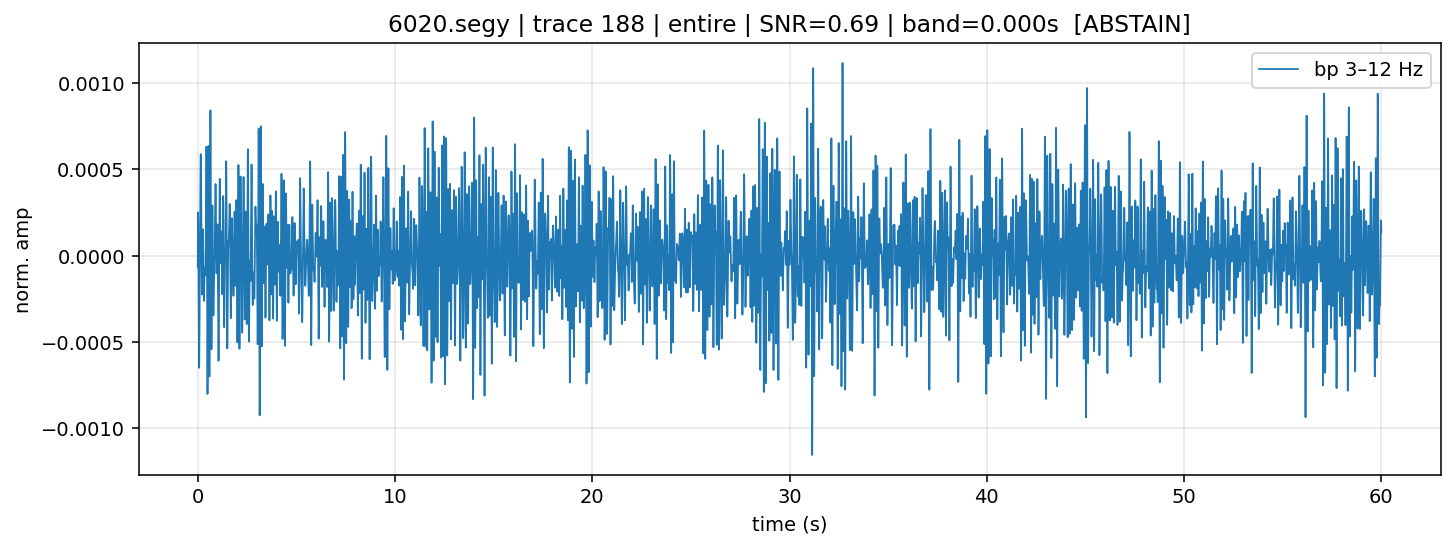 6020.segy | trace 188 | entire | SNR=0.69 | band=0.000s  [ABSTAIN]
bp 3–12 Hz
norm. amp
0.0010
0.0005
0.0000
−0.0005
−0.0010
0 10 20 30 40 50 60
time (s)